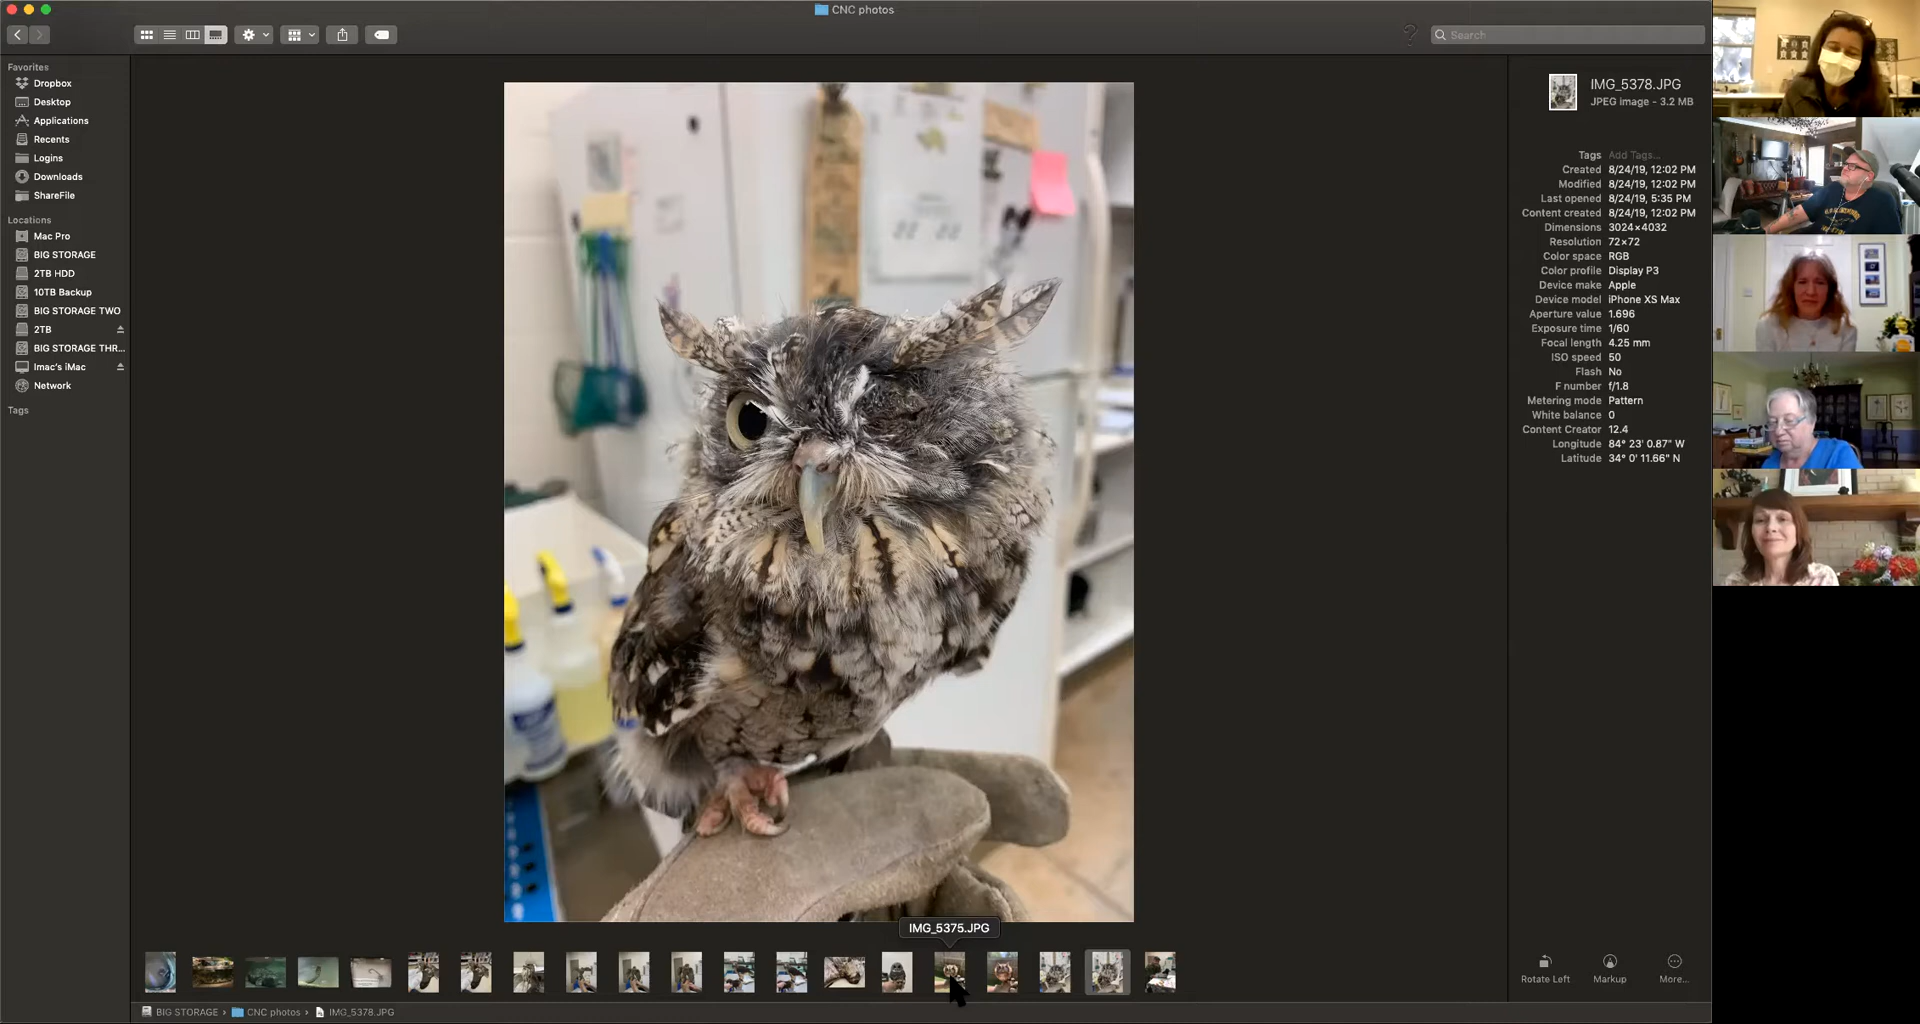 CNC photos
Search
Favorites
Dropbox
Desktop
Applications
Recents
Logins
Downloads
ShareFile
Locations
Mac Pro
BIG STORAGE
2TB HDD
10TB Backup
BIG STORAGE TWO
2TB
BIG STORAGE THR...
Imac's iMac
Network
Tags
IMG_5378.JPG
JPEG image - 3.2 MB
Tags Add Tags...
Created 8/24/19, 12:02 PM
Modified 8/24/19, 12:02 PM
Last opened 8/24/19, 5:35 PM
Content created 8/24/19, 12:02 PM
Dimensions 3024×4032
Resolution 72×72
Color space RGB
Color profile Display P3
Device make Apple
Device model iPhone XS Max
Aperture value 1.696
Exposure time 1/60
Focal length 4.25 mm
ISO speed 50
Flash No
F number f/1.8
Metering mode Pattern
White balance 0
Content Creator 12.4
Longitude 84° 23' 0.87" W
Latitude 34° 0' 11.66" N
IMG_5375.JPG
Rotate Left Markup More...
BIG STORAGE › CNC photos › IMG_5378.JPG